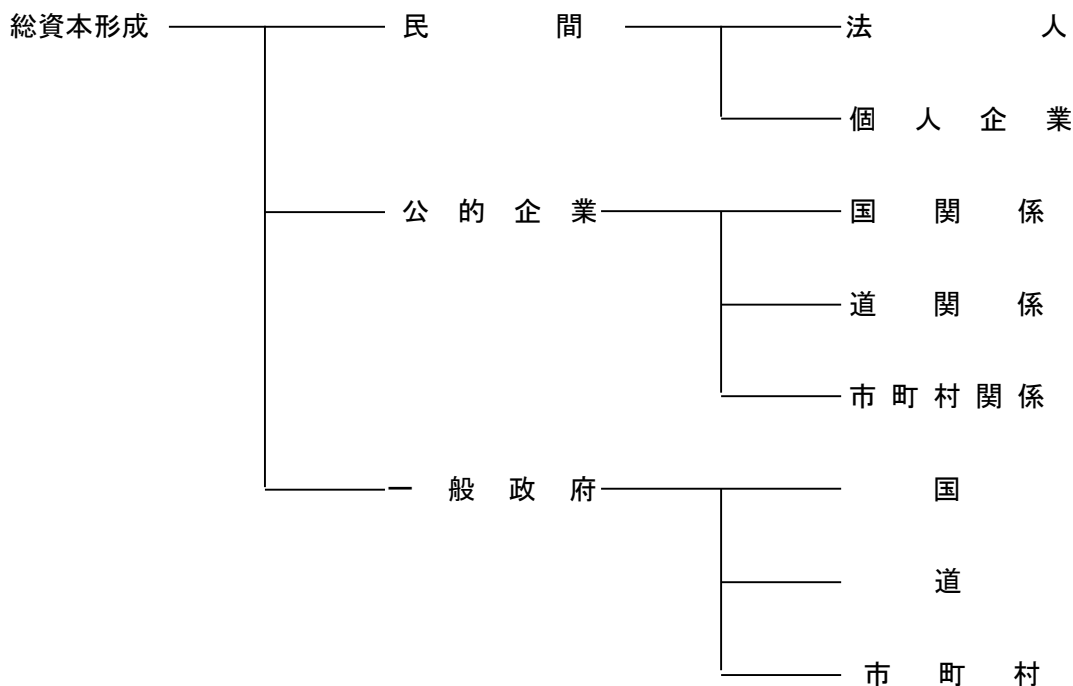 総資本形成 民間 法人
個人企業
公的企業 国関係
道関係
市町村関係
一般政府 国
道
市町村